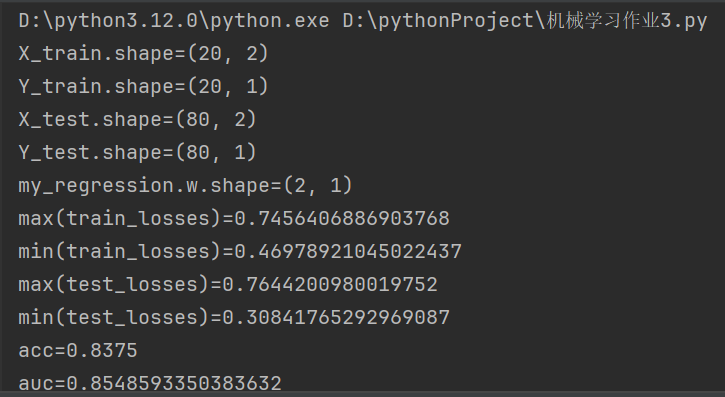 D:\python3.12.0\python.exe D:\pythonProject\机械学习作业3.py
X_train.shape=(20, 2)
Y_train.shape=(20, 1)
X_test.shape=(80, 2)
Y_test.shape=(80, 1)
my_regression.w.shape=(2, 1)
max(train_losses)=0.7456406886903768
min(train_losses)=0.46978921045022437
max(test_losses)=0.7644200980019752
min(test_losses)=0.30841765292969087
acc=0.8375
auc=0.8548593350383632